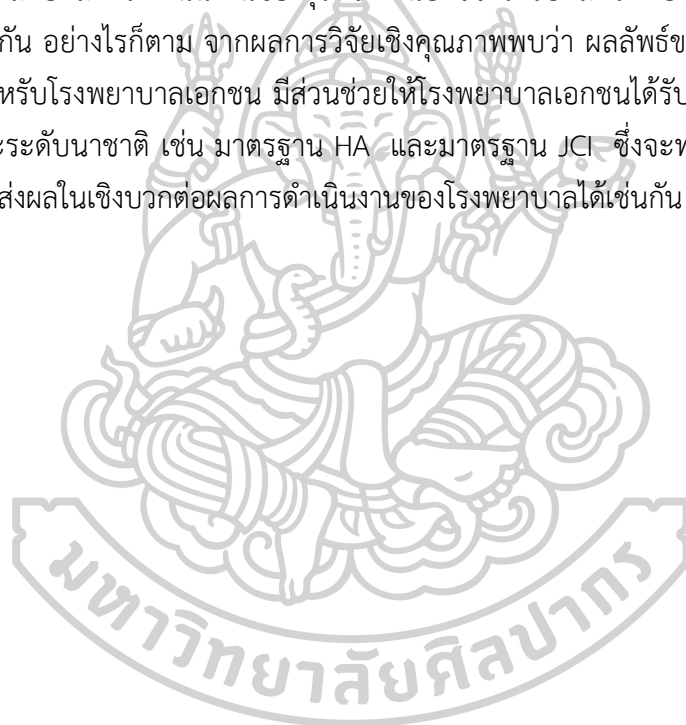 กัน อย่างไรก็ตาม จากผลการวิจัยเชิงคุณภาพพบว่า ผลลัพธ์ข
หรับโรงพยาบาลเอกชน มีส่วนช่วยให้โรงพยาบาลเอกชนได้รับ
ะระดับนาชาติ เช่น มาตรฐาน HA และมาตรฐาน JCI ซึ่งจะท
ส่งผลในเชิงบวกต่อผลการดำเนินงานของโรงพยาบาลได้เช่นกัน
มหาวิทยาลัยศิลปากร